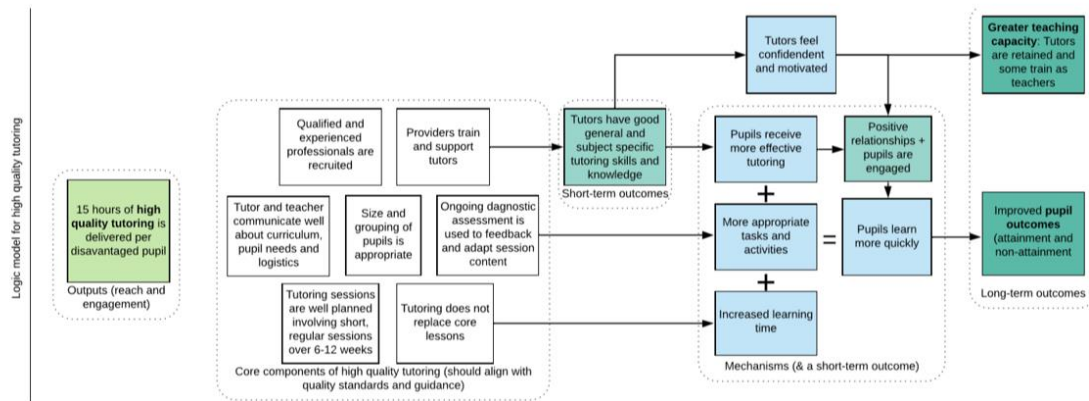 Logic model for high quality tutoring
15 hours of high
quality tutoring is
delivered per
disavantaged pupil
Outputs (reach and
engagement)
Qualified and
experienced
professionals are
recruited
Providers train
and support
tutors
Tutor and teacher
communicate well
about curriculum,
pupil needs and
logistics
Size and
grouping of
pupils is
appropriate
Ongoing diagnostic
assessment is
used to feedback
and adapt session
content
Tutoring sessions
are well planned
involving short,
regular sessions
over 6-12 weeks
Tutoring does not
replace core
lessons
Core components of high quality tutoring (should align with
quality standards and guidance)
Tutors have good
general and
subject specific
tutoring skills and
knowledge
Short-term outcomes
Tutors feel
confidendent
and motivated
Pupils receive
more effective
tutoring
+
More appropriate
tasks and
activities
+
Increased learning
time
=
Positive
relationships +
pupils are
engaged
Pupils learn
more quickly
Mechanisms (& a short-term outcome)
Greater teaching
capacity: Tutors
are retained and
some train as
teachers
Improved pupil
outcomes
(attainment and
non-attainment
Long-term outcomes